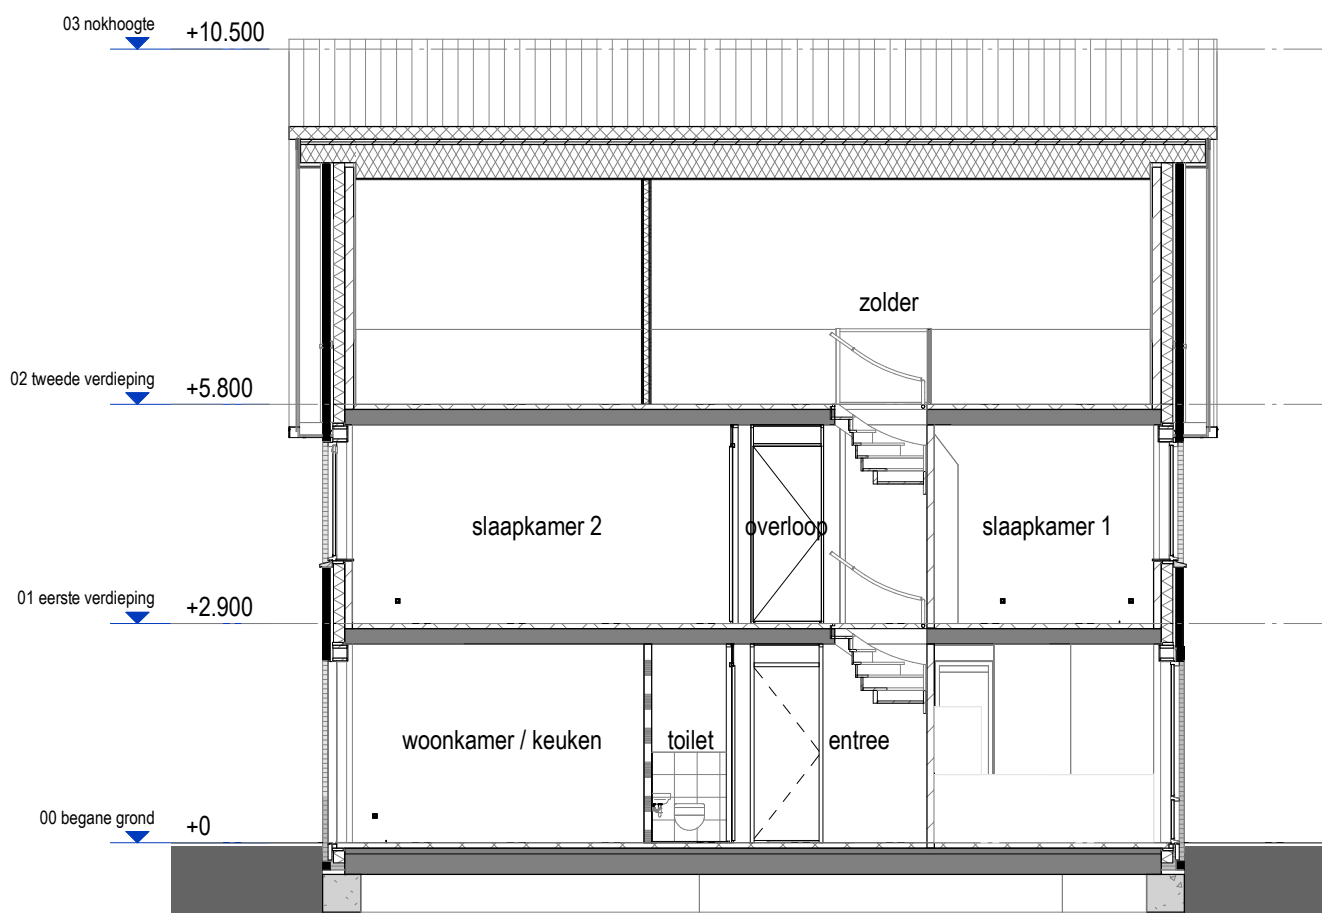 03 nokhoogte
+10.500
zolder
02 tweede verdieping
+5.800
slaapkamer 2
overloop
slaapkamer 1
01 eerste verdieping
+2.900
woonkamer / keuken
toilet
entree
00 begane grond
+0